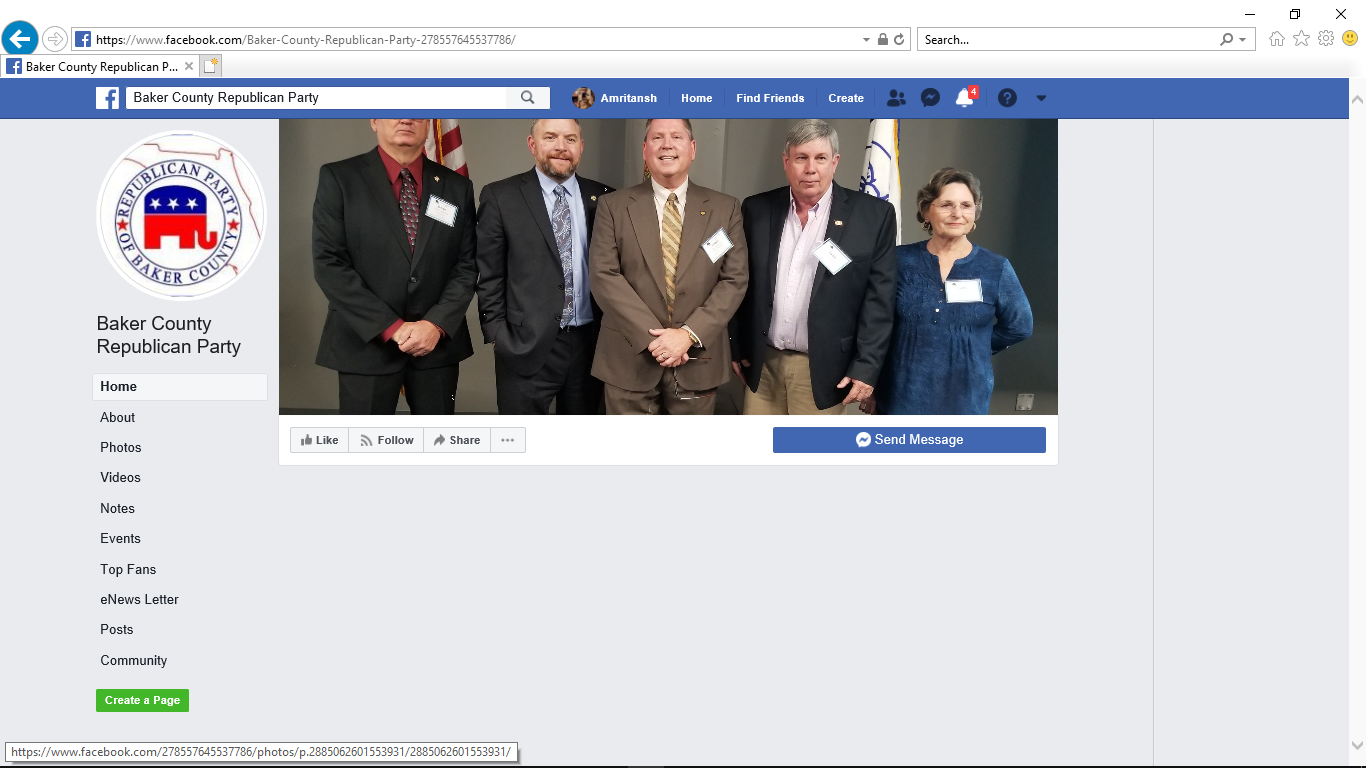 https://www.facebook.com/Baker-County-Republican-Party-278557645537786/
Search...
Baker County Republican P...
Baker County Republican Party
Amritansh
Home
Find Friends
Create
4
REPUBLICAN PARTY
OF BAKER COUNTY
Baker County
Republican Party
Home
About
Photos
Videos
Notes
Events
Top Fans
eNews Letter
Posts
Community
Create a Page
Like
Follow
Share
Send Message
https://www.facebook.com/278557645537786/photos/p.2885062601553931/2885062601553931/